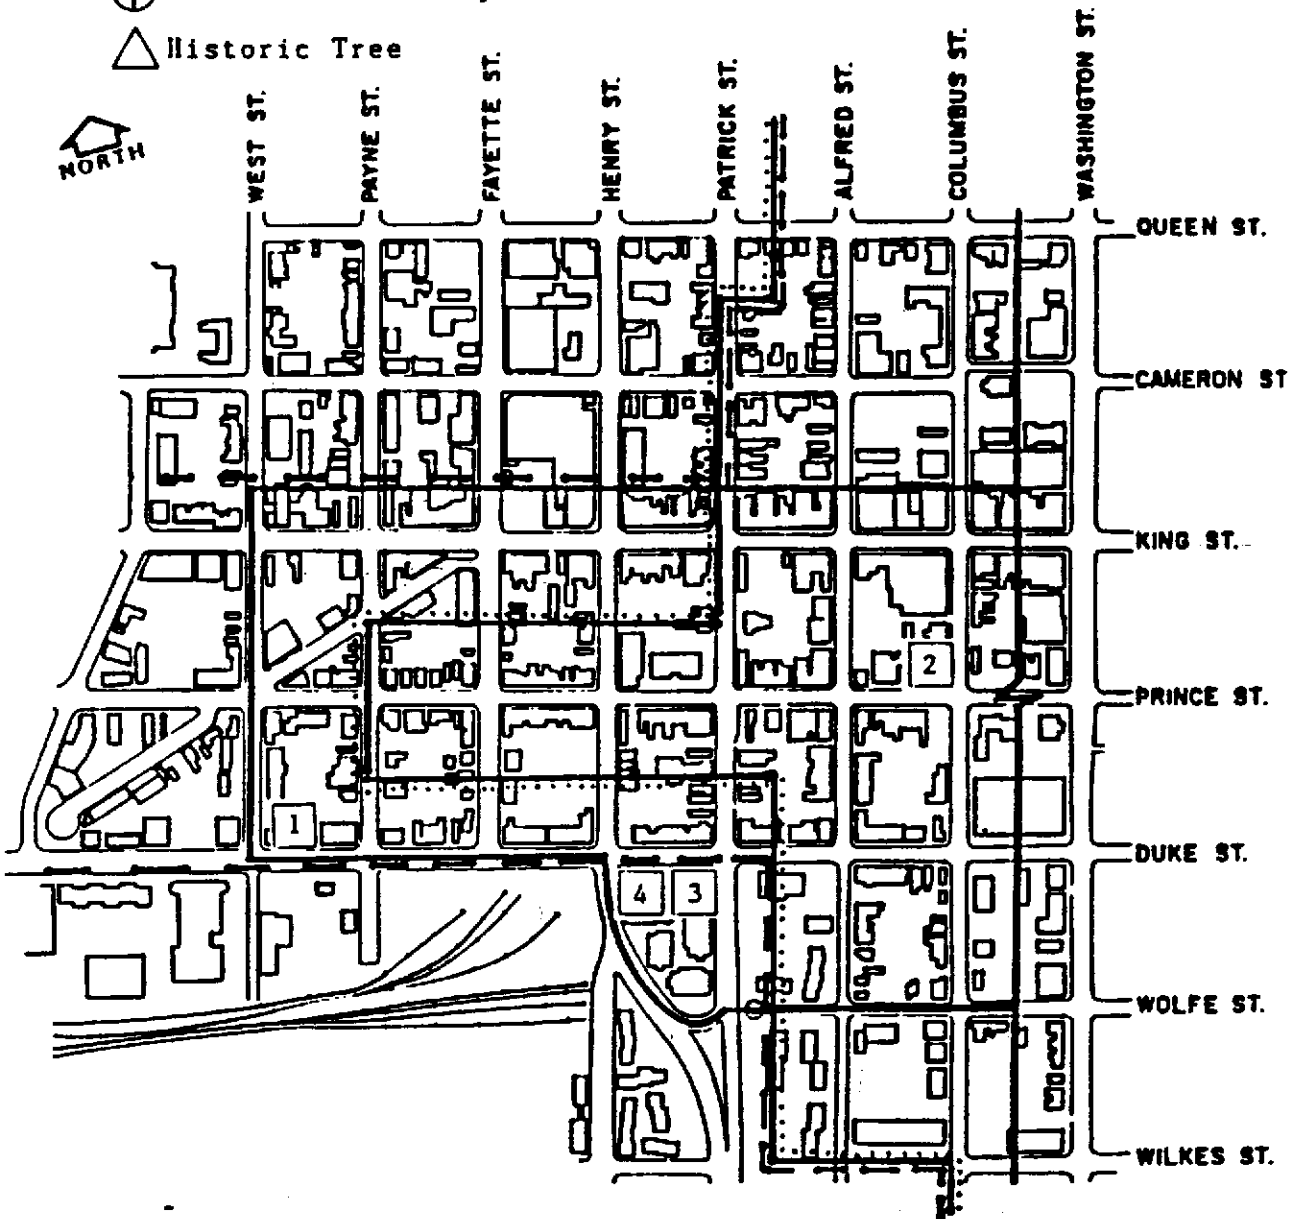 Historic Tree
NORTH
WEST ST.
PAYNE ST.
FAYETTE ST.
HENRY ST.
PATRICK ST.
ALFRED ST.
COLUMBUS ST.
WASHINGTON ST.
QUEEN ST.
CAMERON ST
KING ST.
2
PRINCE ST.
1
DUKE ST.
4 3
WOLFE ST.
WILKES ST.